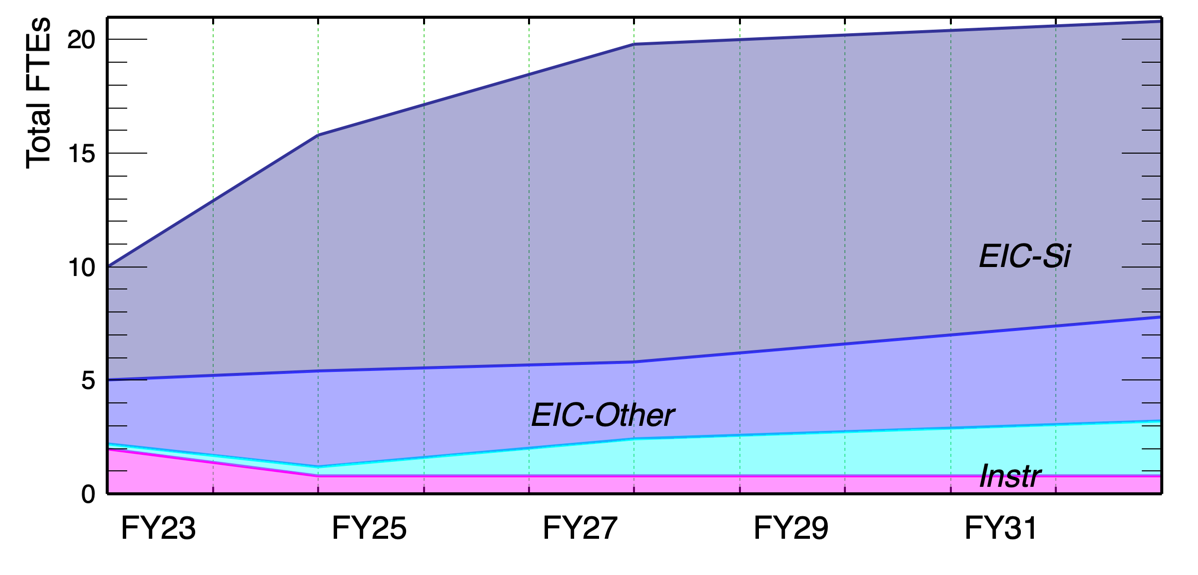 Total FTEs
20
15
10
5
0
EIC-Si
EIC-Other
Instr
FY23 FY25 FY27 FY29 FY31